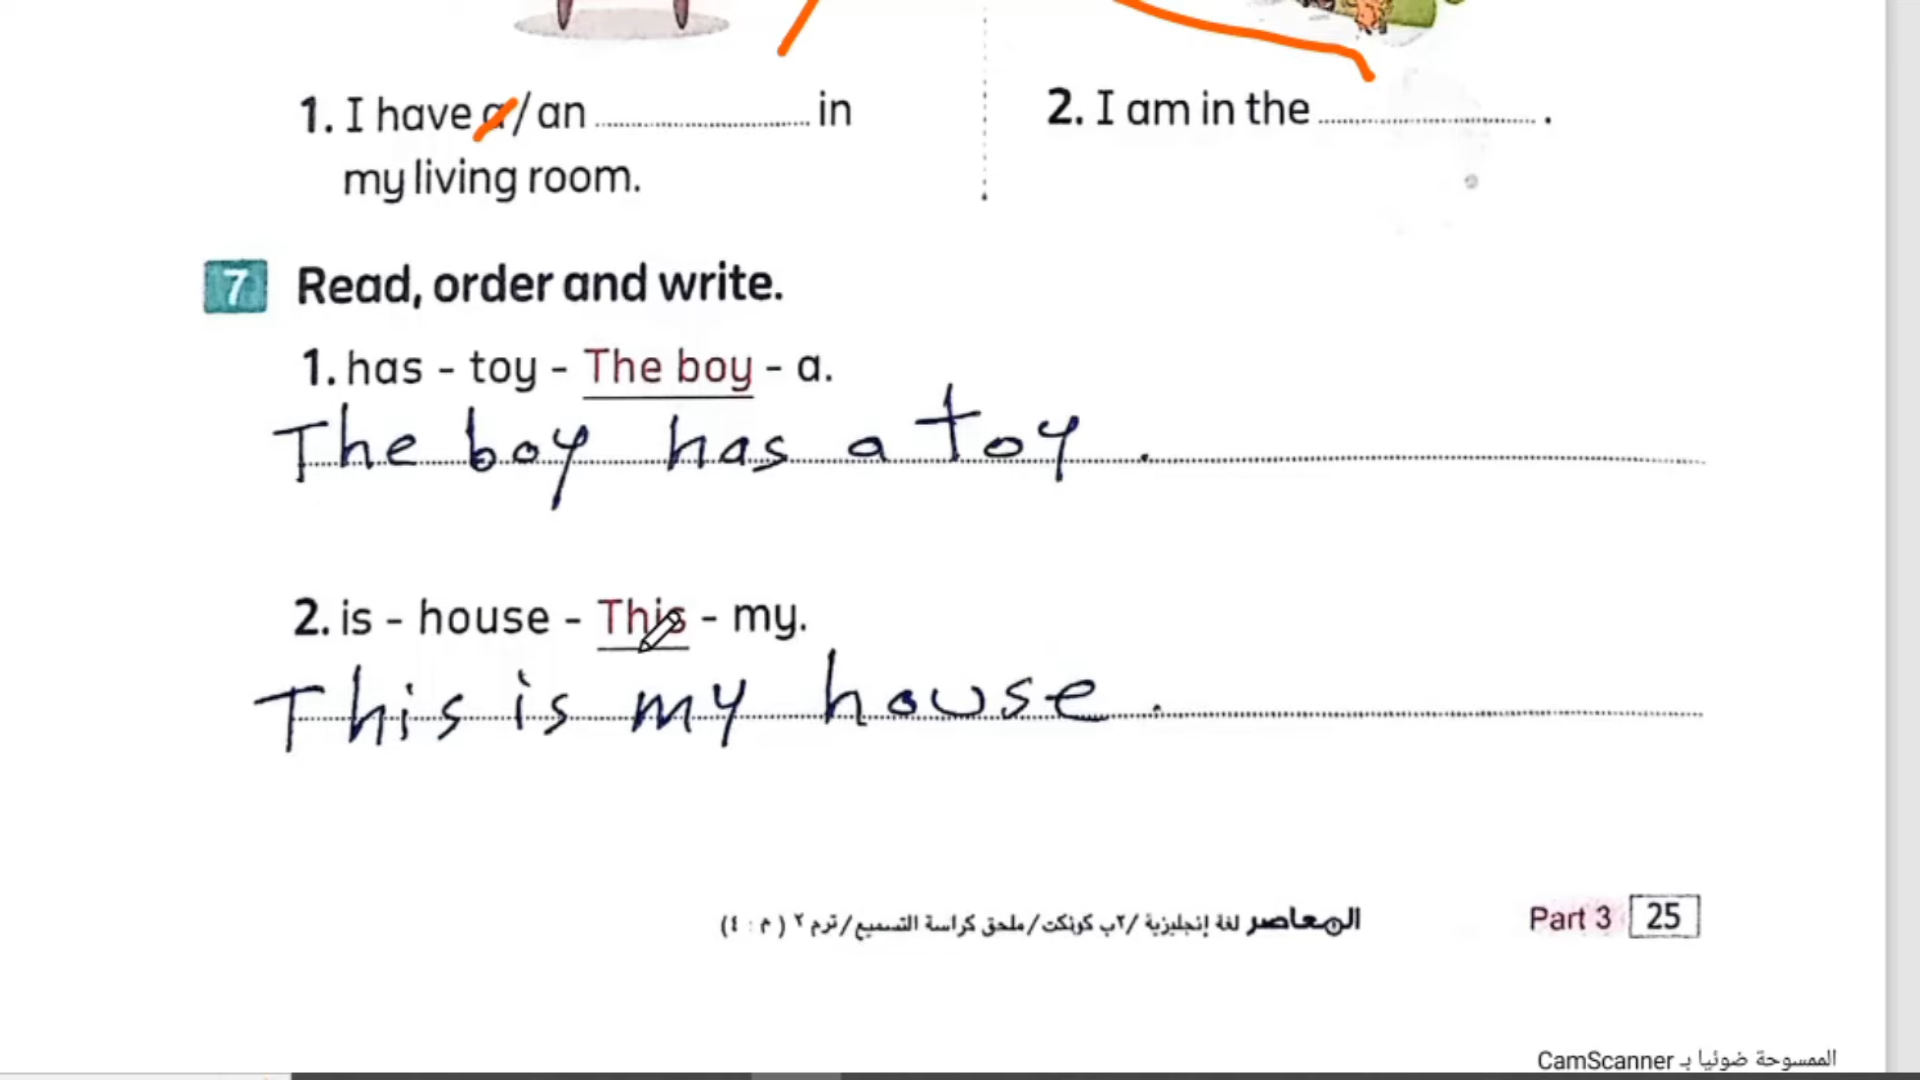 1. I have a/an ........................ in
my living room.
2. I am in the ........................ .
7 Read, order and write.
1. has - toy - The boy - a.
The boy has a toy.
2. is - house - This - my.
This is my house.
المعاصر لغة إنجليزية /٢ب كونكت/ ملحق كراسة التسميع/ ترم ٢ (م : ٤)
Part 3 25
الممسوحة ضوئيا بـ CamScanner